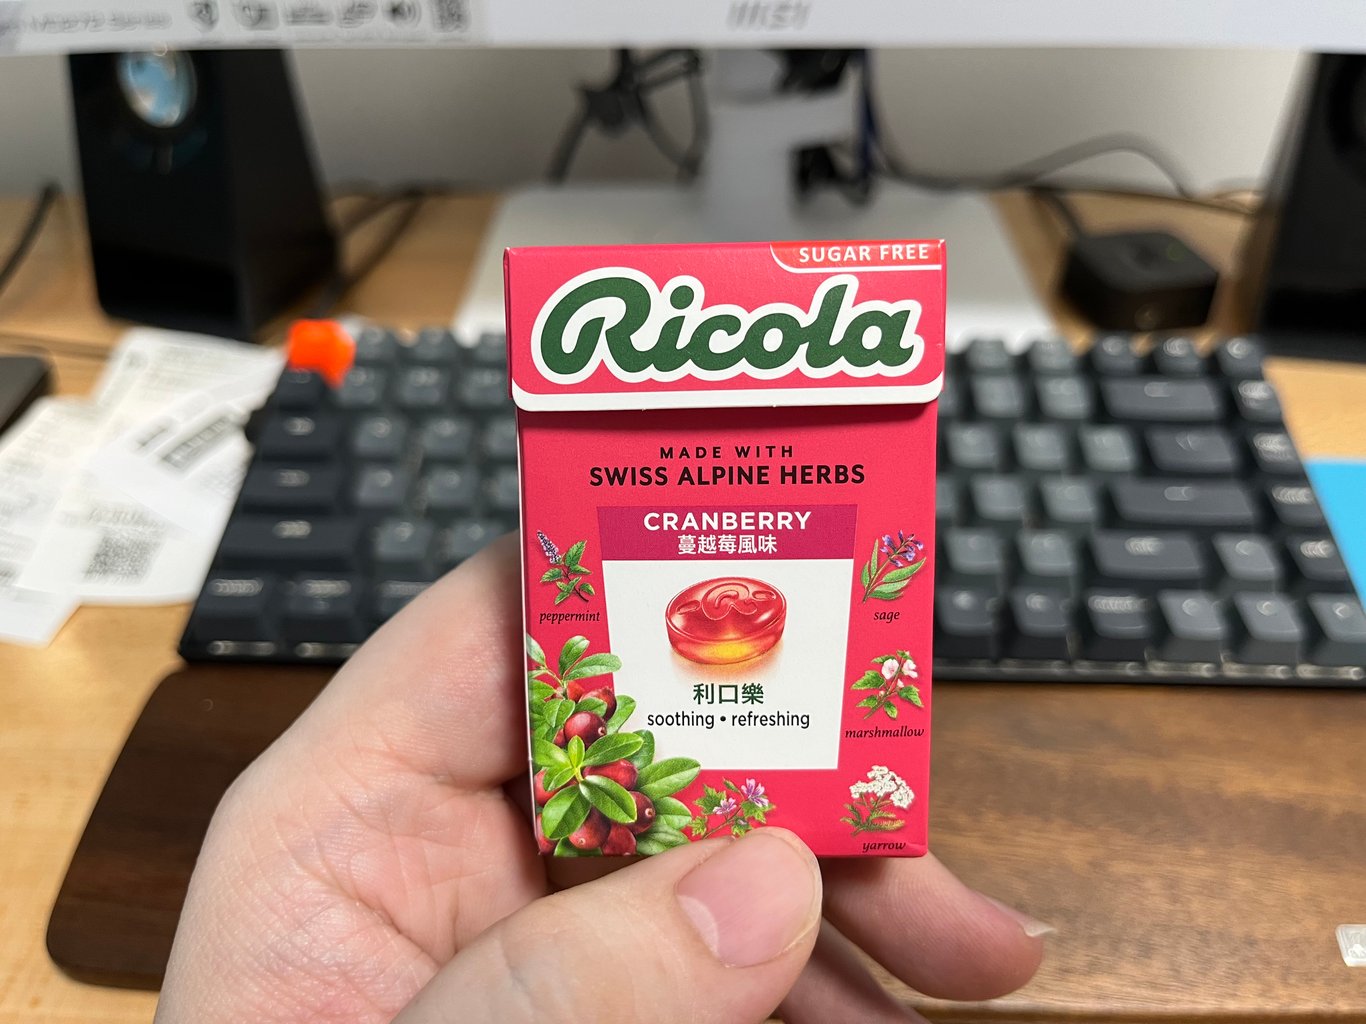 msi
SUGAR FREE
Ricola
MADE WITH
SWISS ALPINE HERBS
CRANBERRY
蔓越莓風味
peppermint
sage
利口樂
soothing • refreshing
marshmallow
yarrow